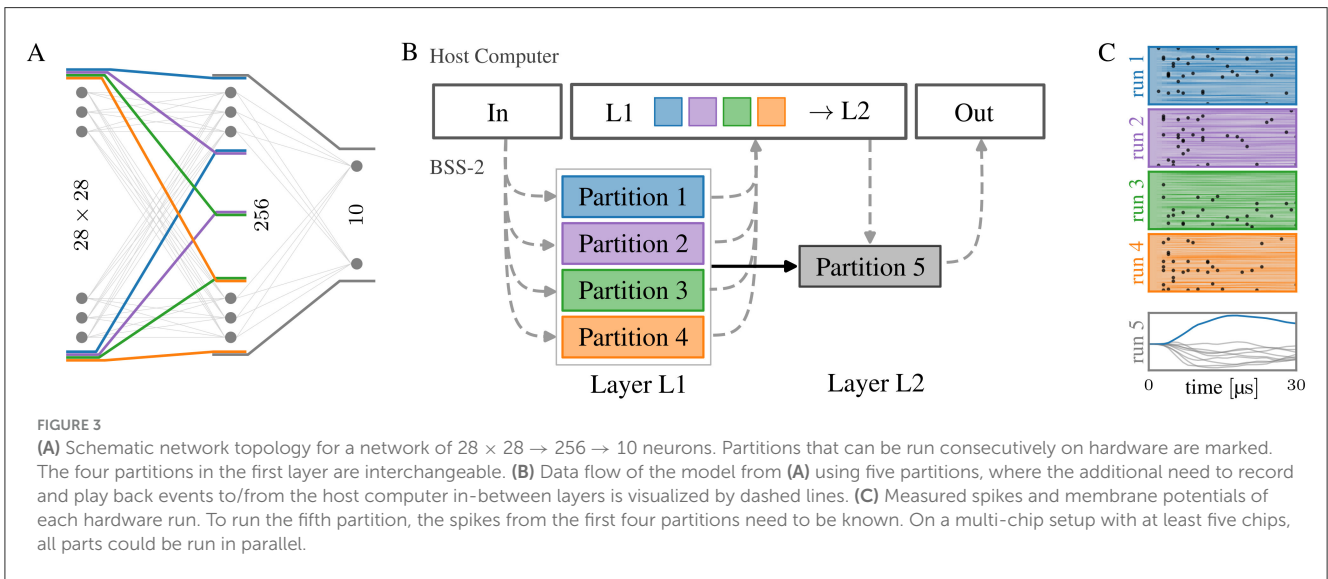 A
28 × 28
256
10
B
Host Computer
In
L1
→ L2
Out
BSS-2
Partition 1
Partition 2
Partition 3
Partition 4
Partition 5
Layer L1
Layer L2
C
run 1
run 2
run 3
run 4
run 5
0
time [µs]
30
FIGURE 3
(A) Schematic network topology for a network of 28 × 28 → 256 → 10 neurons. Partitions that can be run consecutively on hardware are marked.
The four partitions in the first layer are interchangeable. (B) Data flow of the model from (A) using five partitions, where the additional need to record
and play back events to/from the host computer in-between layers is visualized by dashed lines. (C) Measured spikes and membrane potentials of
each hardware run. To run the fifth partition, the spikes from the first four partitions need to be known. On a multi-chip setup with at least five chips,
all parts could be run in parallel.